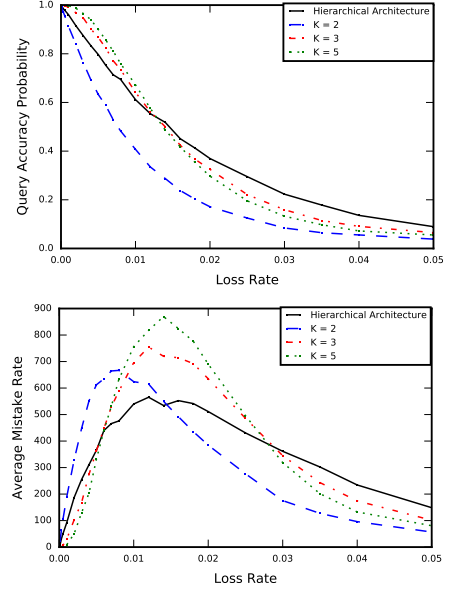 1.0
0.8
0.6
0.4
0.2
0.0
Query Accuracy Probability
Hierarchical Architecture
K = 2
K = 3
K = 5
0.00 0.01 0.02 0.03 0.04 0.05
Loss Rate
900
800
700
600
500
400
300
200
100
0
Average Mistake Rate
Hierarchical Architecture
K = 2
K = 3
K = 5
0.00 0.01 0.02 0.03 0.04 0.05
Loss Rate